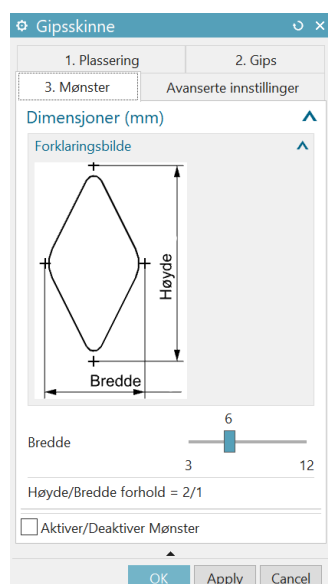 Gipsskinne
1. Plassering
2. Gips
3. Mønster
Avanserte innstillinger
Dimensjoner (mm)
Forklaringsbilde
Høyde
Bredde
6
Bredde
3
12
Høyde/Bredde forhold = 2/1
Aktiver/Deaktiver Mønster
OK
Apply
Cancel